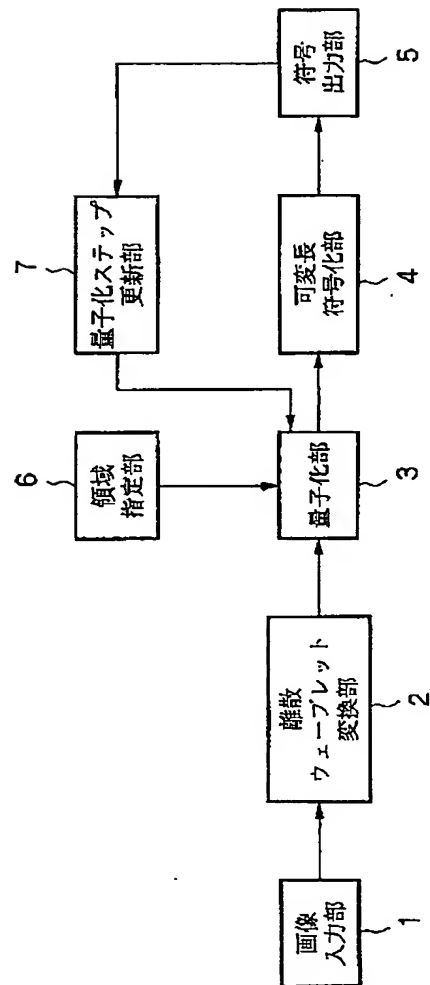 画像
入力部
1
離散
ウェーブレット
変換部
2
量子化部
3
可変長
符号化部
4
符号
出力部
5
領域
指定部
6
量子化ステップ
更新部
7